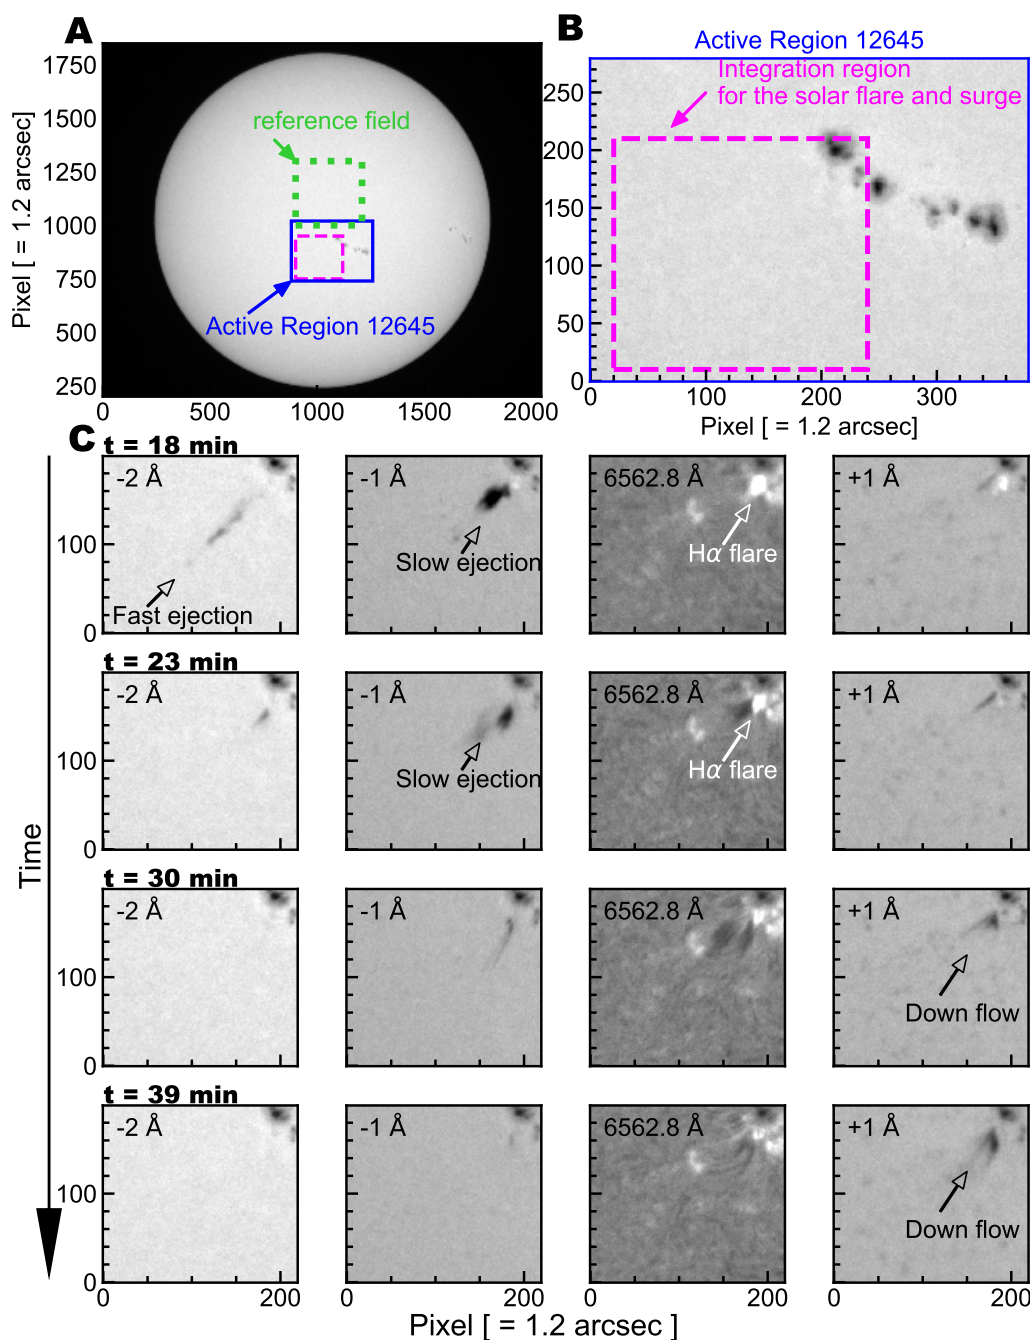 A
B
Active Region 12645
Integration region
for the solar flare and surge
reference field
Active Region 12645
Pixel [ = 1.2 arcsec]
1750
1500
1250
1000
750
500
250
0
500
1000
1500
2000
250
200
150
100
50
0
0
100
200
300
Pixel [ = 1.2 arcsec]
C
t = 18 min
-2 Å
-1 Å
6562.8 Å
+1 Å
Fast ejection
Slow ejection
Hα flare
100
0
t = 23 min
-2 Å
-1 Å
6562.8 Å
+1 Å
Slow ejection
Hα flare
100
0
Time
t = 30 min
-2 Å
-1 Å
6562.8 Å
+1 Å
Down flow
100
0
t = 39 min
-2 Å
-1 Å
6562.8 Å
+1 Å
Down flow
100
0
0 200 0 200 0 200 0 200
Pixel [ = 1.2 arcsec ]